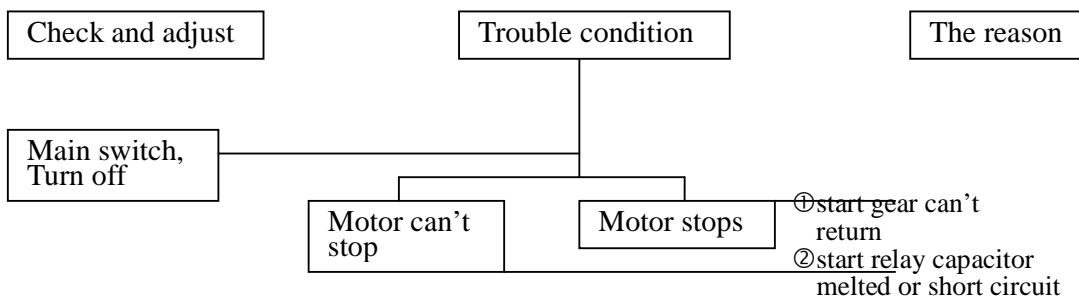 Check and adjust
Trouble condition
The reason
Main switch,
Turn off
Motor can’t
stop
Motor stops
①start gear can’t
return
②start relay capacitor
melted or short circuit